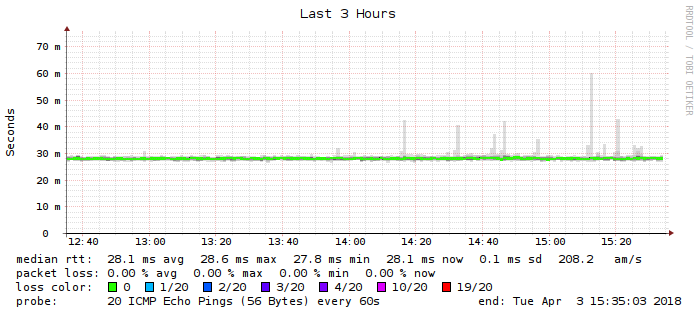 Last 3 Hours
RRDTOOL / TOBI OETIKER
Seconds
70 m
60 m
50 m
40 m
30 m
20 m
10 m
0
12:40 13:00 13:20 13:40 14:00 14:20 14:40 15:00 15:20
median rtt: 28.1 ms avg 28.6 ms max 27.8 ms min 28.1 ms now 0.1 ms sd 208.2 am/s
packet loss: 0.00 % avg 0.00 % max 0.00 % min 0.00 % now
loss color: 0 1/20 2/20 3/20 4/20 10/20 19/20
probe: 20 ICMP Echo Pings (56 Bytes) every 60s end: Tue Apr 3 15:35:03 2018